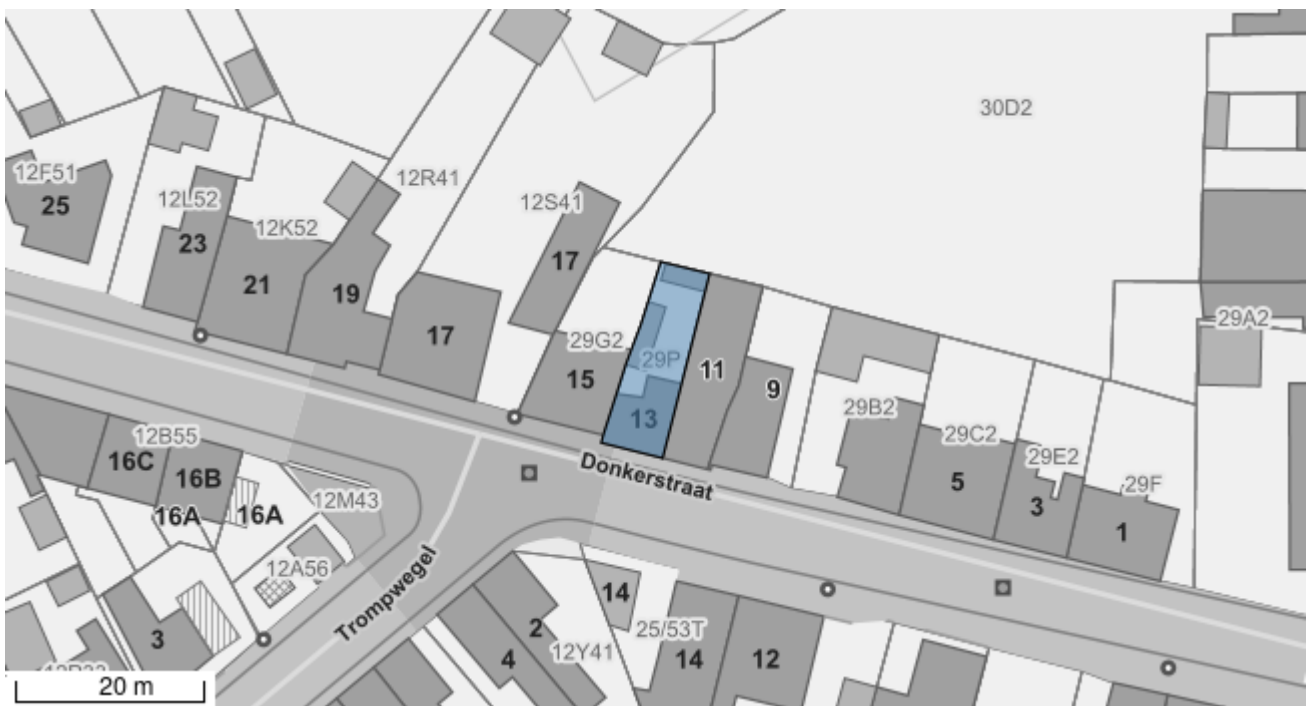 30D2
12F51
25
12L52
23
12K52
21
12R41
19
12S41
17
17
29G2
15
29P
13
11
9
29B2
29C2
5
29E2
3
29F
1
29A2
Donkerstraat
12B55
16C
16B
16A
16A
12M43
12A56
Trompwegel
3
2
4
12Y41
14
25/53T
14
12
20 m